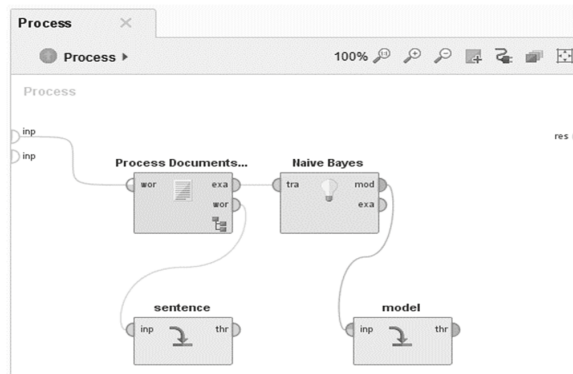 Process
Process
100%
Process
inp
inp
res
Process Documents...
Naive Bayes
wor
exa
wor
tra
mod
exa
sentence
model
inp
thr
inp
thr